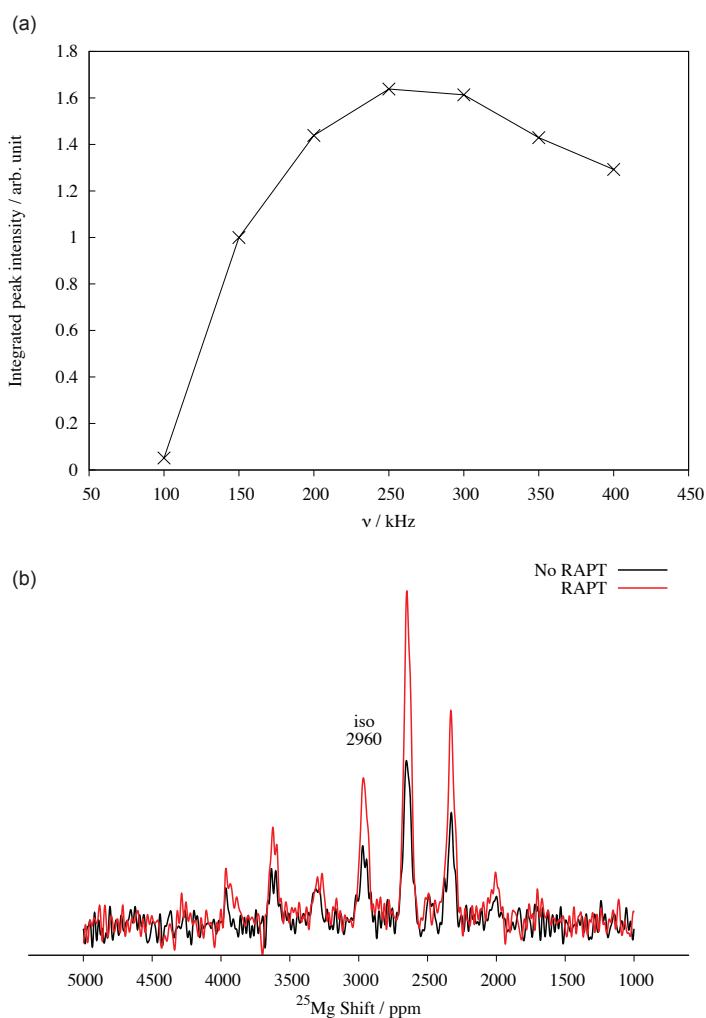 (a)
1.8
1.6
1.4
1.2
1
0.8
0.6
0.4
0.2
0
Integrated peak intensity / arb. unit
50 100 150 200 250 300 350 400 450
ν / kHz
(b)
No RAPT
RAPT
iso
2960
5000 4500 4000 3500 3000 2500 2000 1500 1000
²⁵Mg Shift / ppm